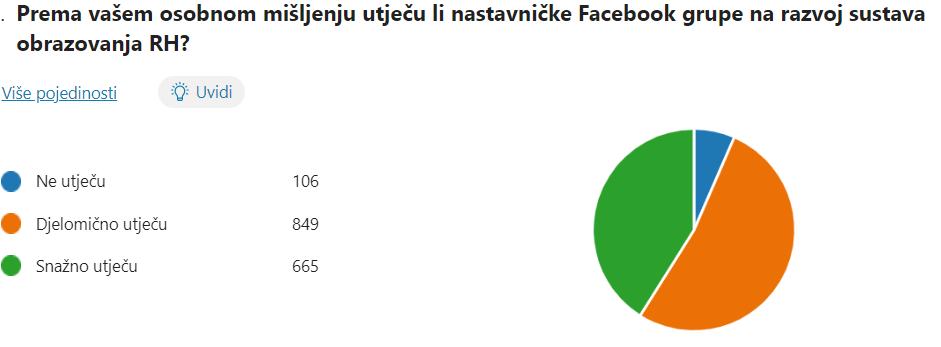 . Prema vašem osobnom mišljenju utječu li nastavničke Facebook grupe na razvoj sustava
obrazovanja RH?
Više pojedinosti
Uvidi
Ne utječu 106
Djelomično utječu 849
Snažno utječu 665